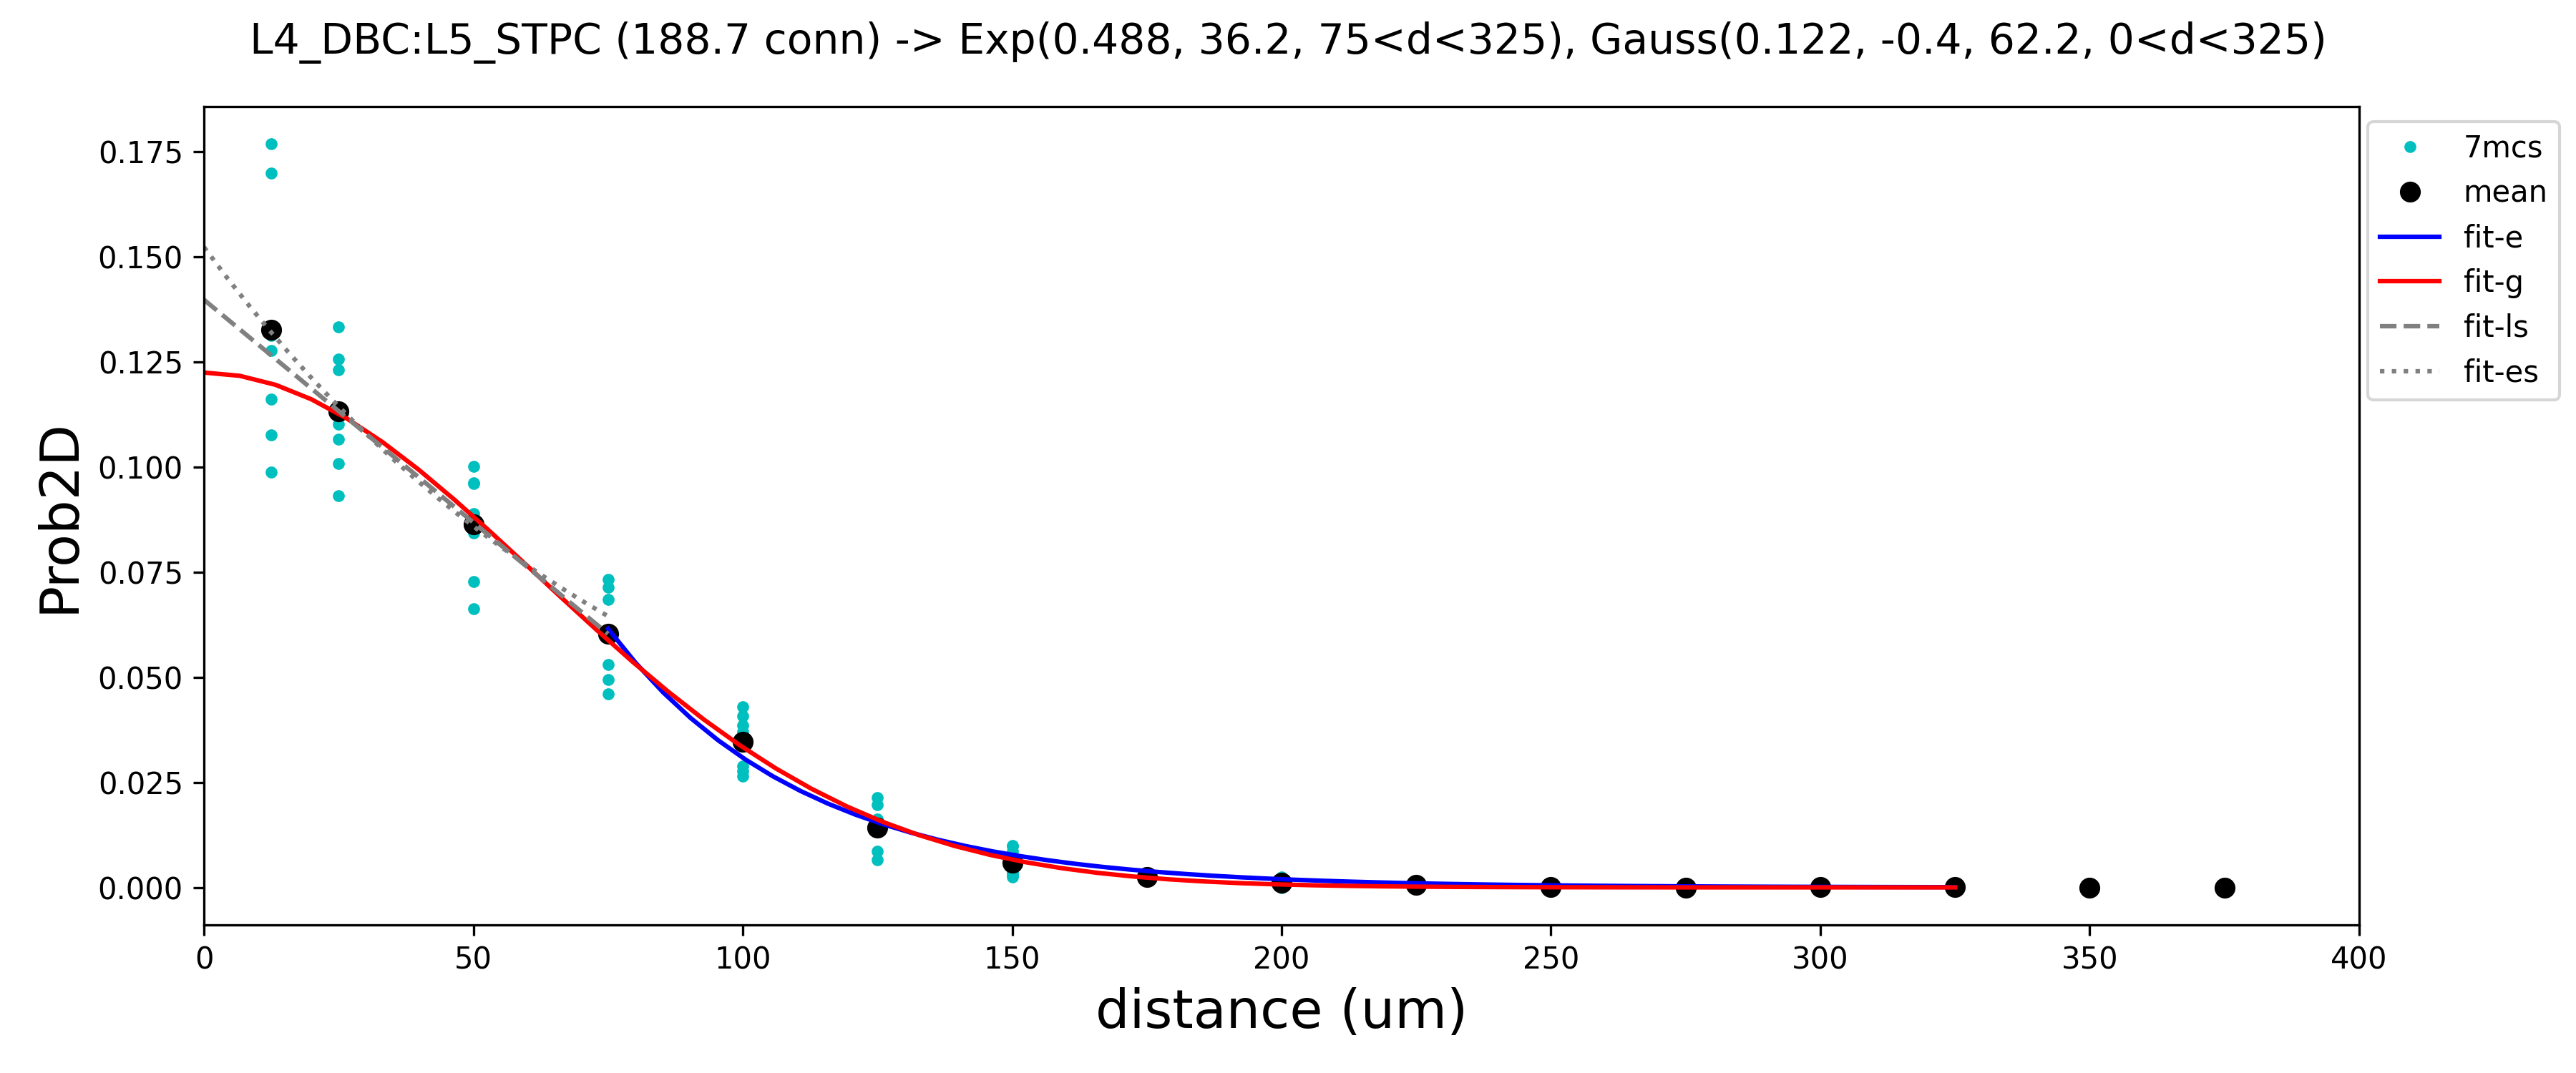 L4_DBC:L5_STPC (188.7 conn) -> Exp(0.488, 36.2, 75<d<325), Gauss(0.122, -0.4, 62.2, 0<d<325)
7mcs
mean
fit-e
fit-g
fit-ls
fit-es
Prob2D
0.175
0.150
0.125
0.100
0.075
0.050
0.025
0.000
0 50 100 150 200 250 300 350 400
distance (um)